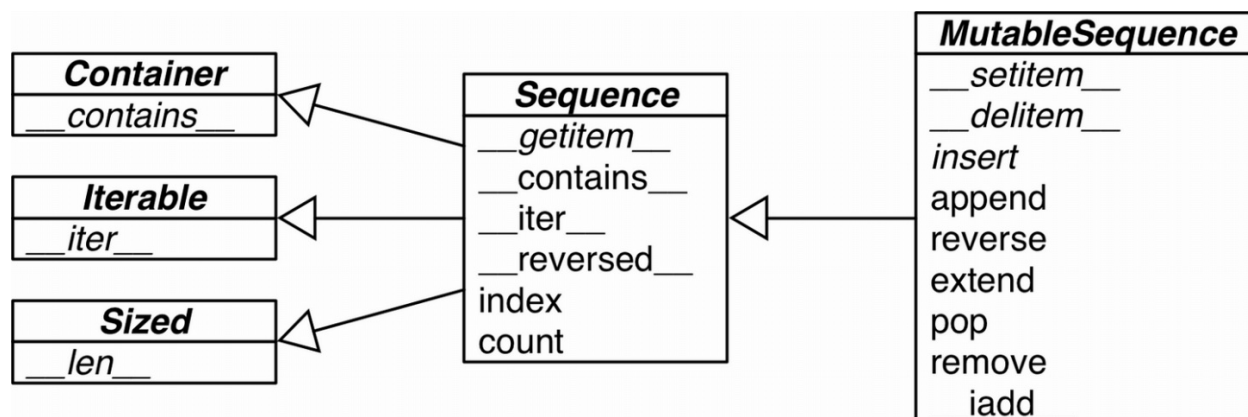 Container
__contains__
Iterable
__iter__
Sized
__len__
Sequence
__getitem__
__contains__
__iter__
__reversed__
index
count
MutableSequence
__setitem__
__delitem__
insert
append
reverse
extend
pop
remove
__iadd__